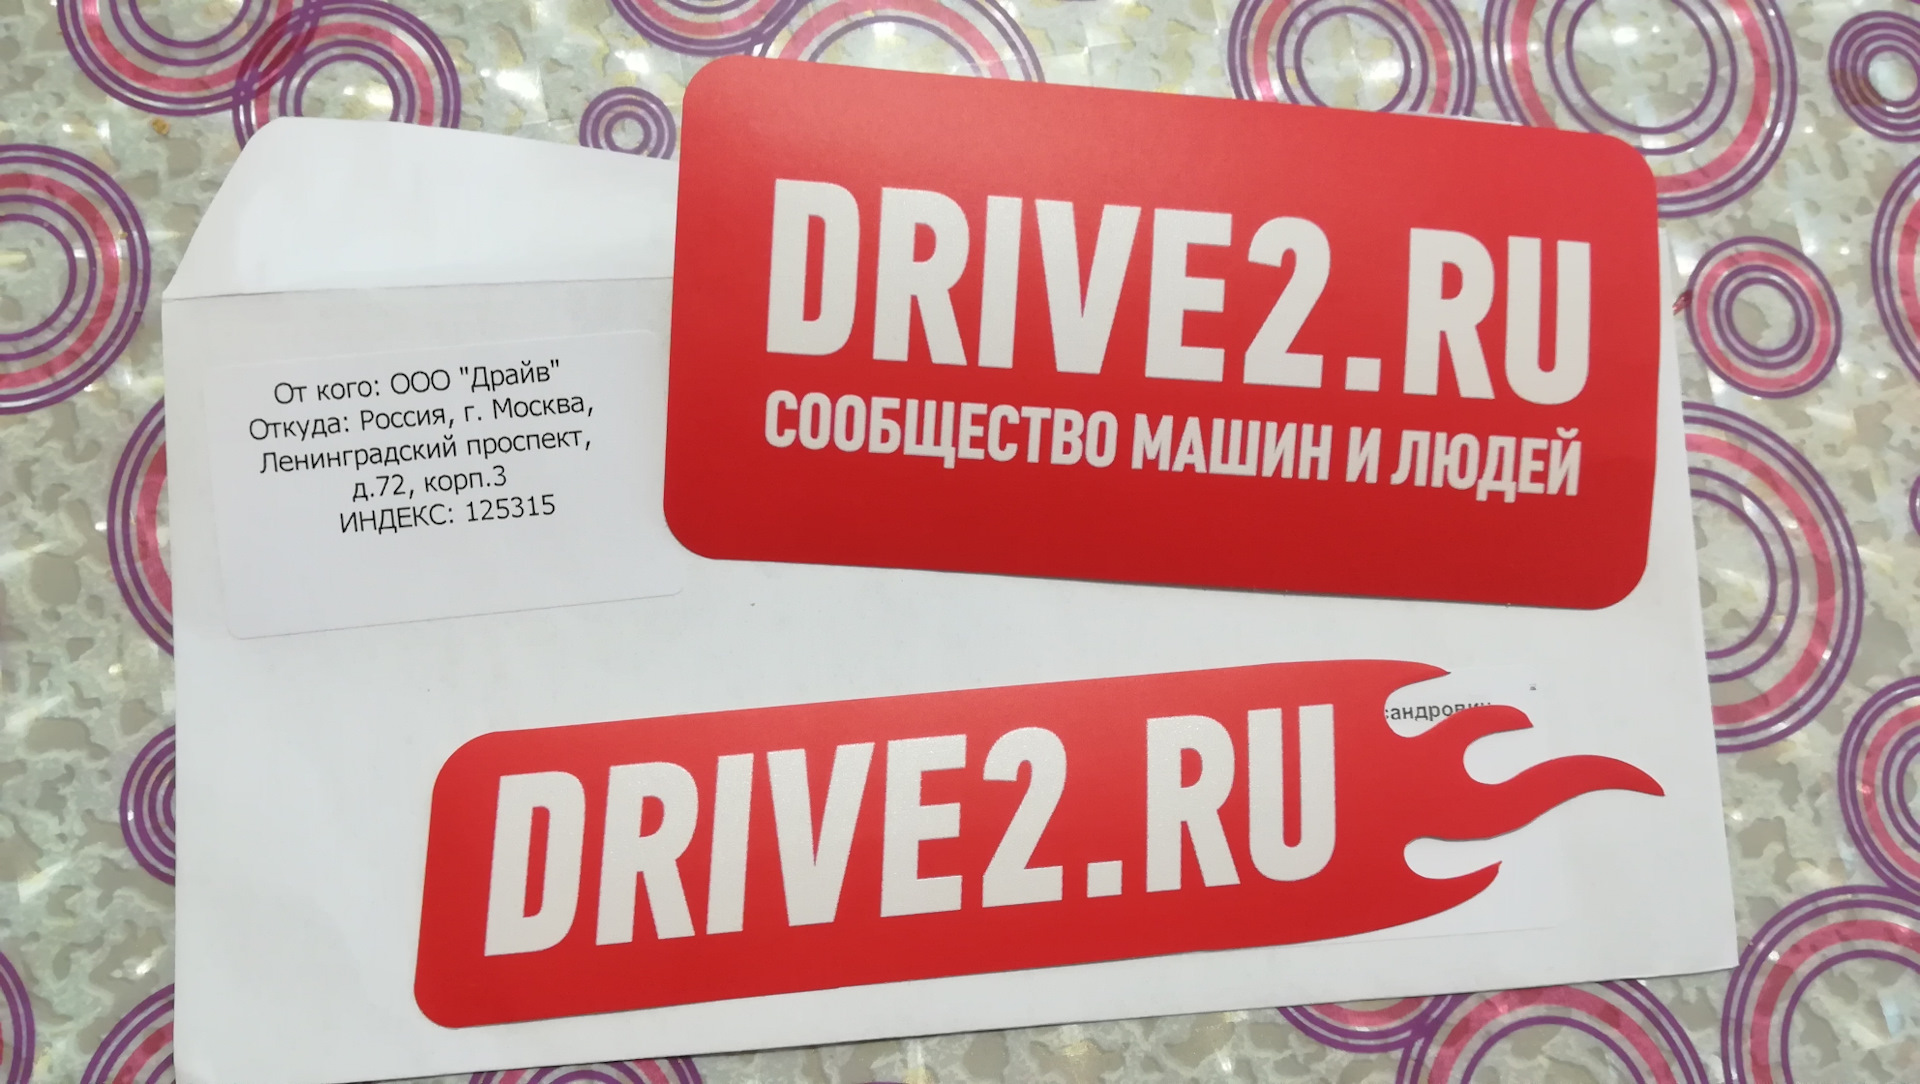 От кого: ООО "Драйв"
Откуда: Россия, г. Москва,
Ленинградский проспект,
д.72, корп.3
ИНДЕКС: 125315
DRIVE2.RU
СООБЩЕСТВО МАШИН И ЛЮДЕЙ
DRIVE2.RU